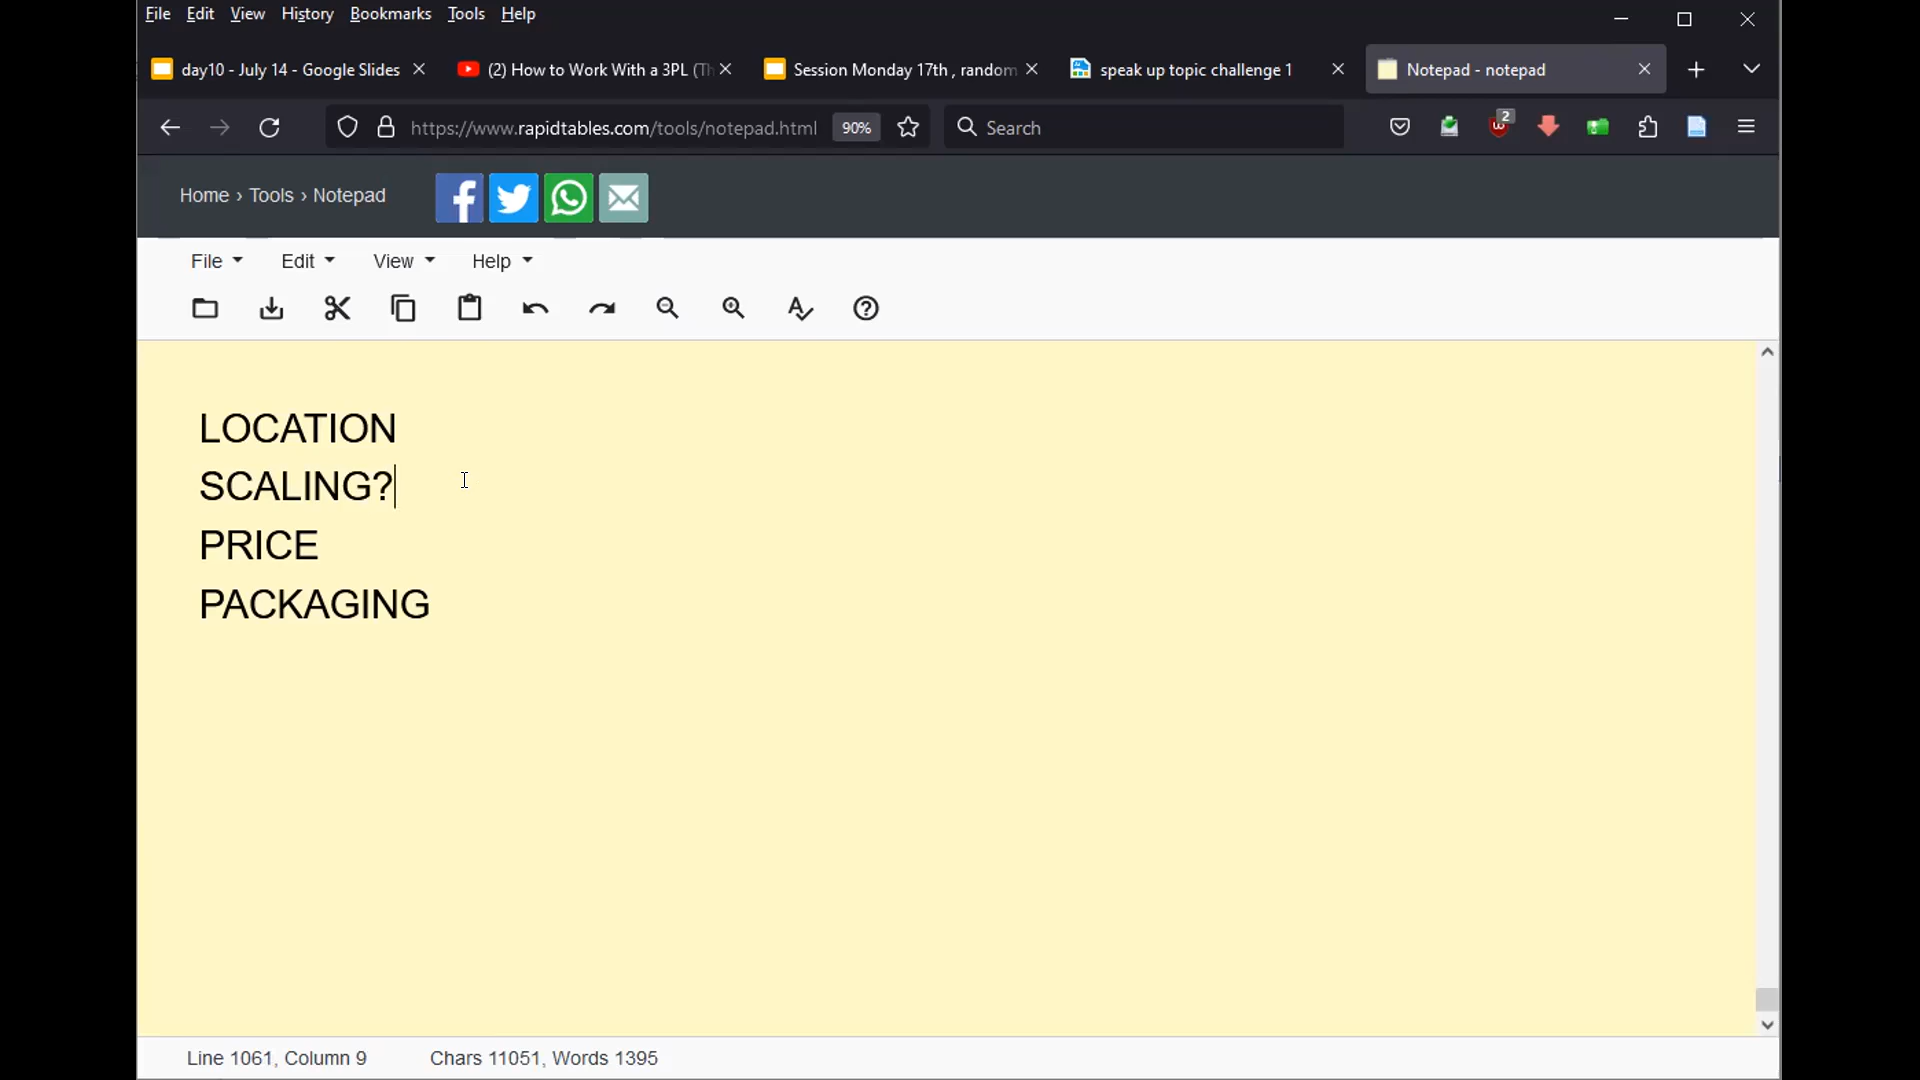 File Edit View History Bookmarks Tools Help
day10 - July 14 - Google Slides
(2) How to Work With a 3PL (Th
Session Monday 17th , random
speak up topic challenge 1
Notepad - notepad
https://www.rapidtables.com/tools/notepad.html 90% Search 2
Home › Tools › Notepad
File Edit View Help
LOCATION
SCALING?
PRICE
PACKAGING
Line 1061, Column 9 Chars 11051, Words 1395